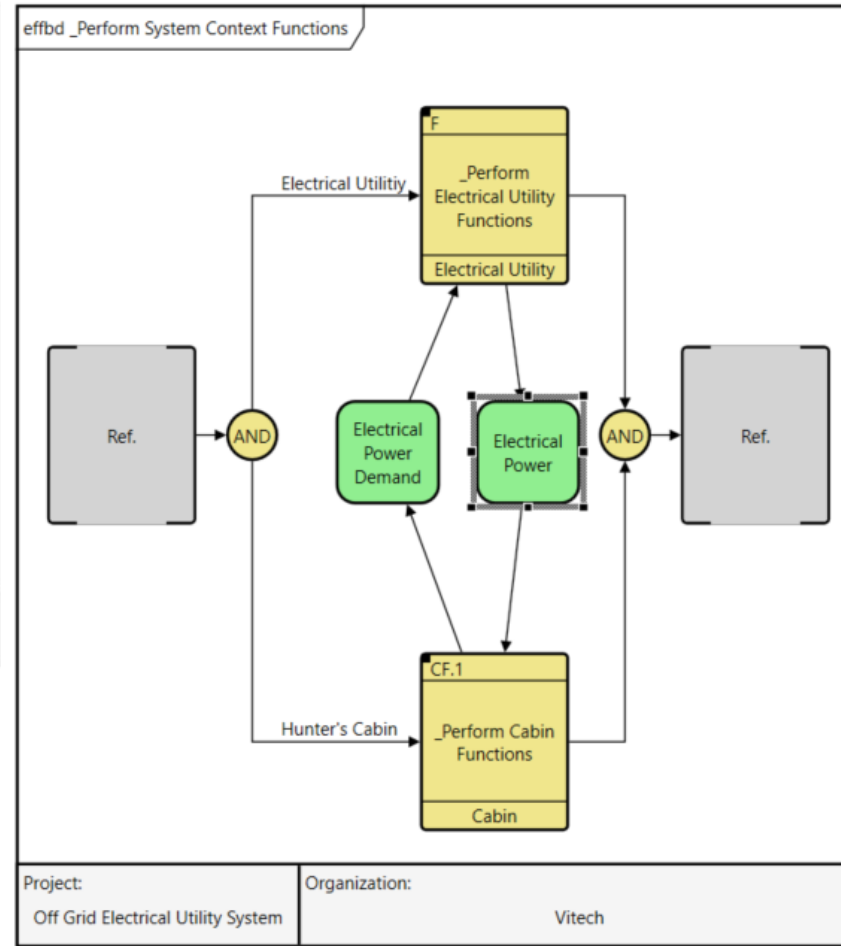 effbd _Perform System Context Functions
F
_Perform
Electrical Utility
Functions
Electrical Utility
Electrical Utilitiy
Ref.
AND
Electrical
Power
Demand
Electrical
Power
AND
Ref.
CF.1
_Perform Cabin
Functions
Cabin
Hunter's Cabin
Project:
Off Grid Electrical Utility System
Organization:
Vitech